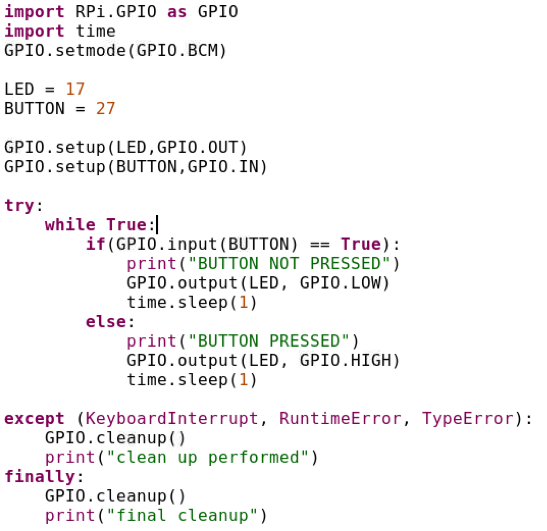 import RPi.GPIO as GPIO
import time
GPIO.setmode(GPIO.BCM)

LED = 17
BUTTON = 27

GPIO.setup(LED,GPIO.OUT)
GPIO.setup(BUTTON,GPIO.IN)

try:
    while True:
        if(GPIO.input(BUTTON) == True):
            print("BUTTON NOT PRESSED")
            GPIO.output(LED, GPIO.LOW)
            time.sleep(1)
        else:
            print("BUTTON PRESSED")
            GPIO.output(LED, GPIO.HIGH)
            time.sleep(1)

except (KeyboardInterrupt, RuntimeError, TypeError):
    GPIO.cleanup()
    print("clean up performed")
finally:
    GPIO.cleanup()
    print("final cleanup")